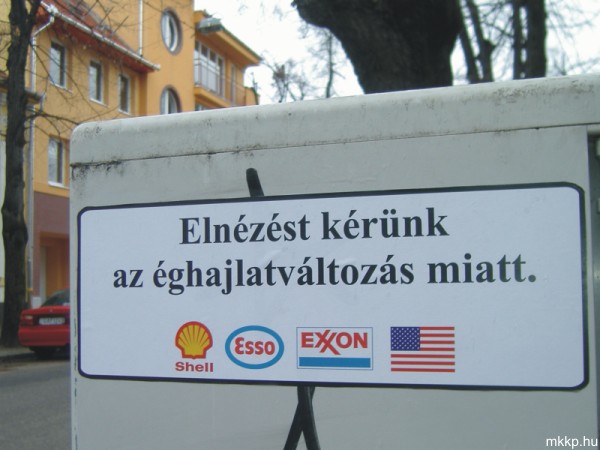 Elnézést kérünk
az éghajlatváltozás miatt.
Shell
Esso
EXXON
mkkp.hu